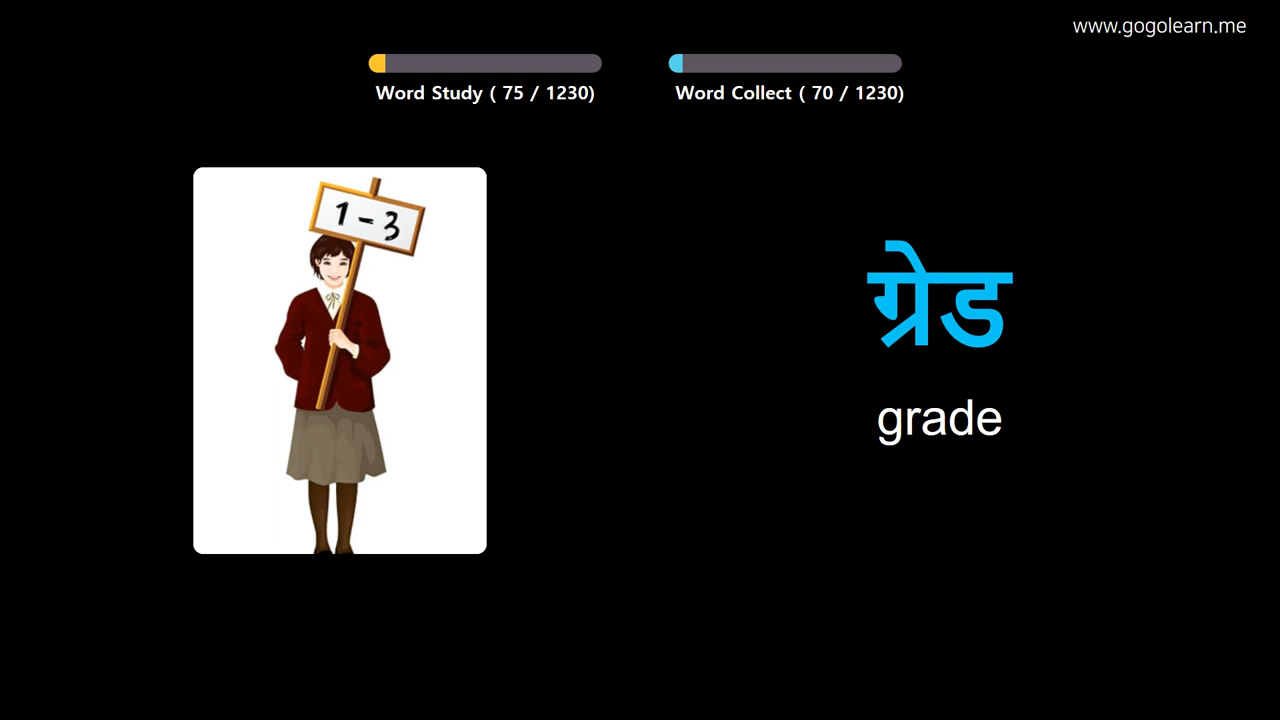 www.gogolearn.me
Word Study ( 75 / 1230)
Word Collect ( 70 / 1230)
1 - 3
ग्रेड
grade